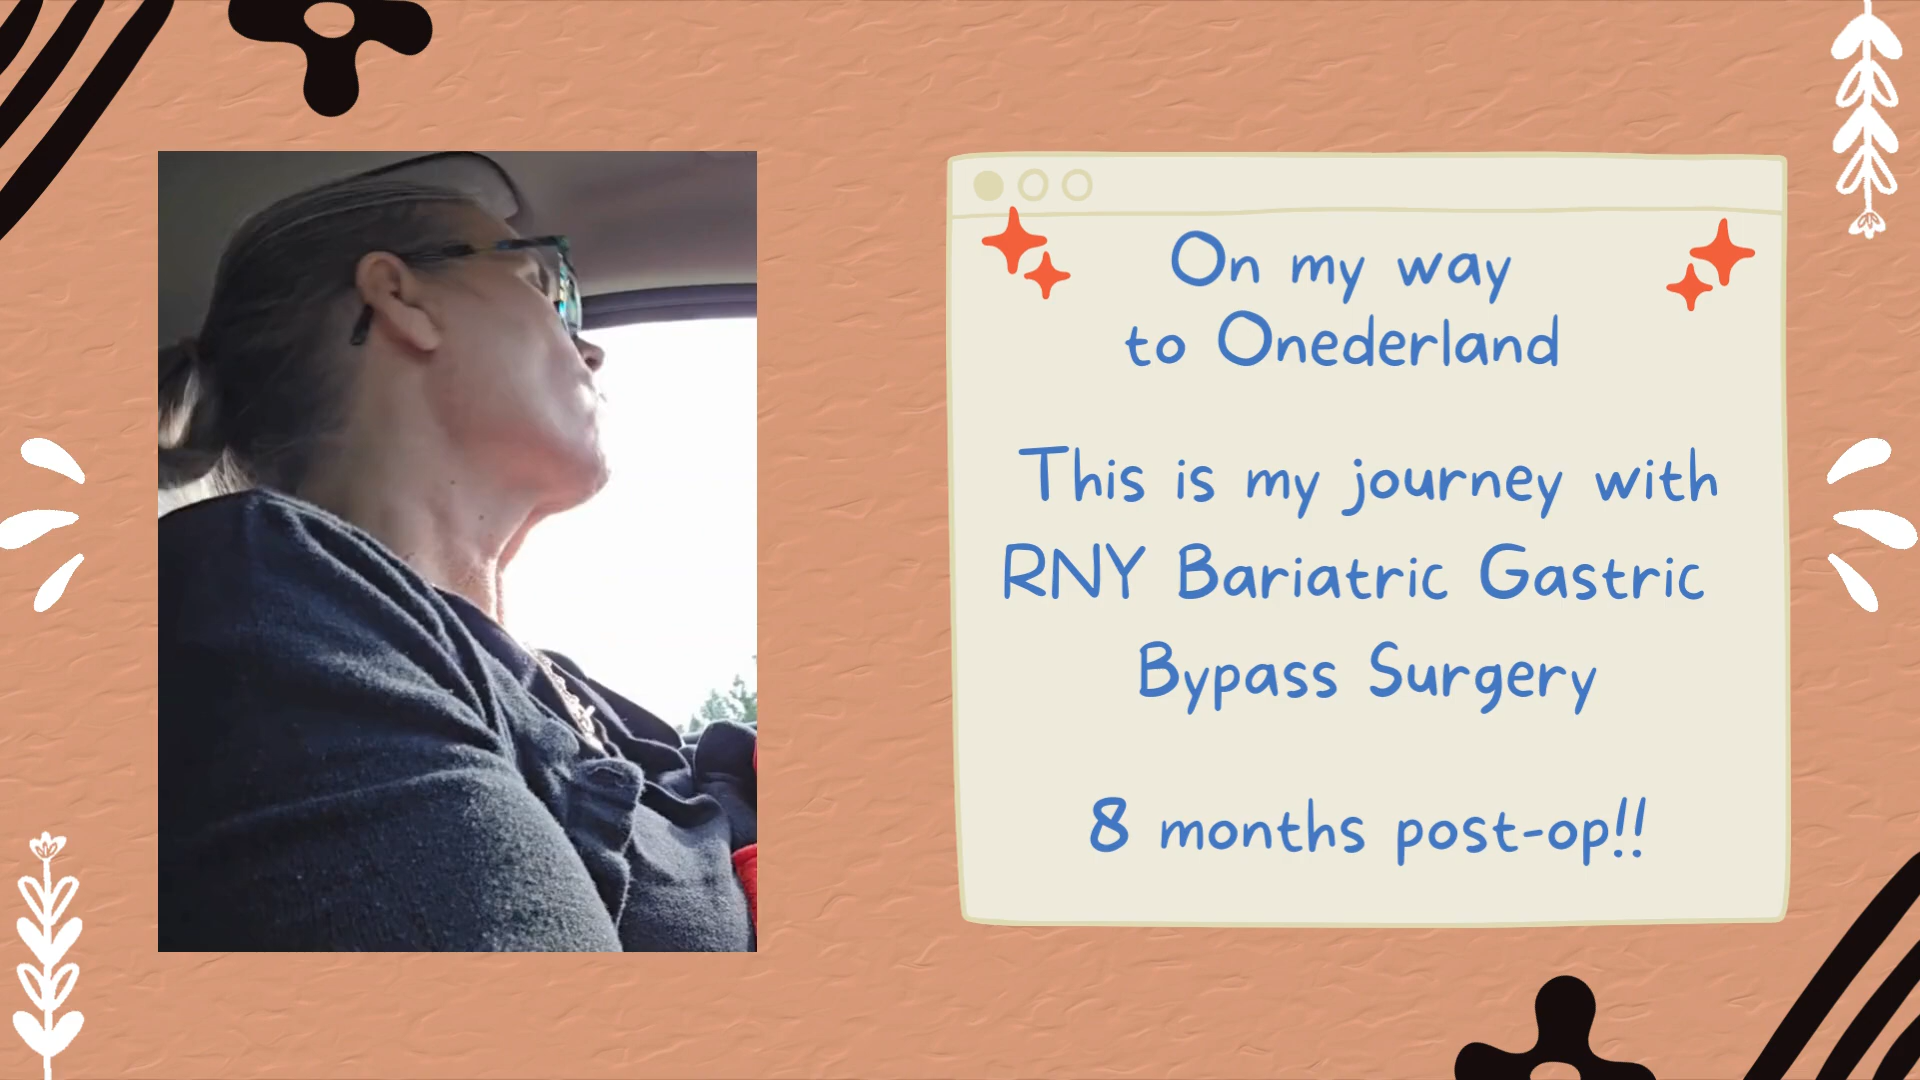 On my way
to Onederland
This is my journey with
RNY Bariatric Gastric
Bypass Surgery
8 months post-op!!